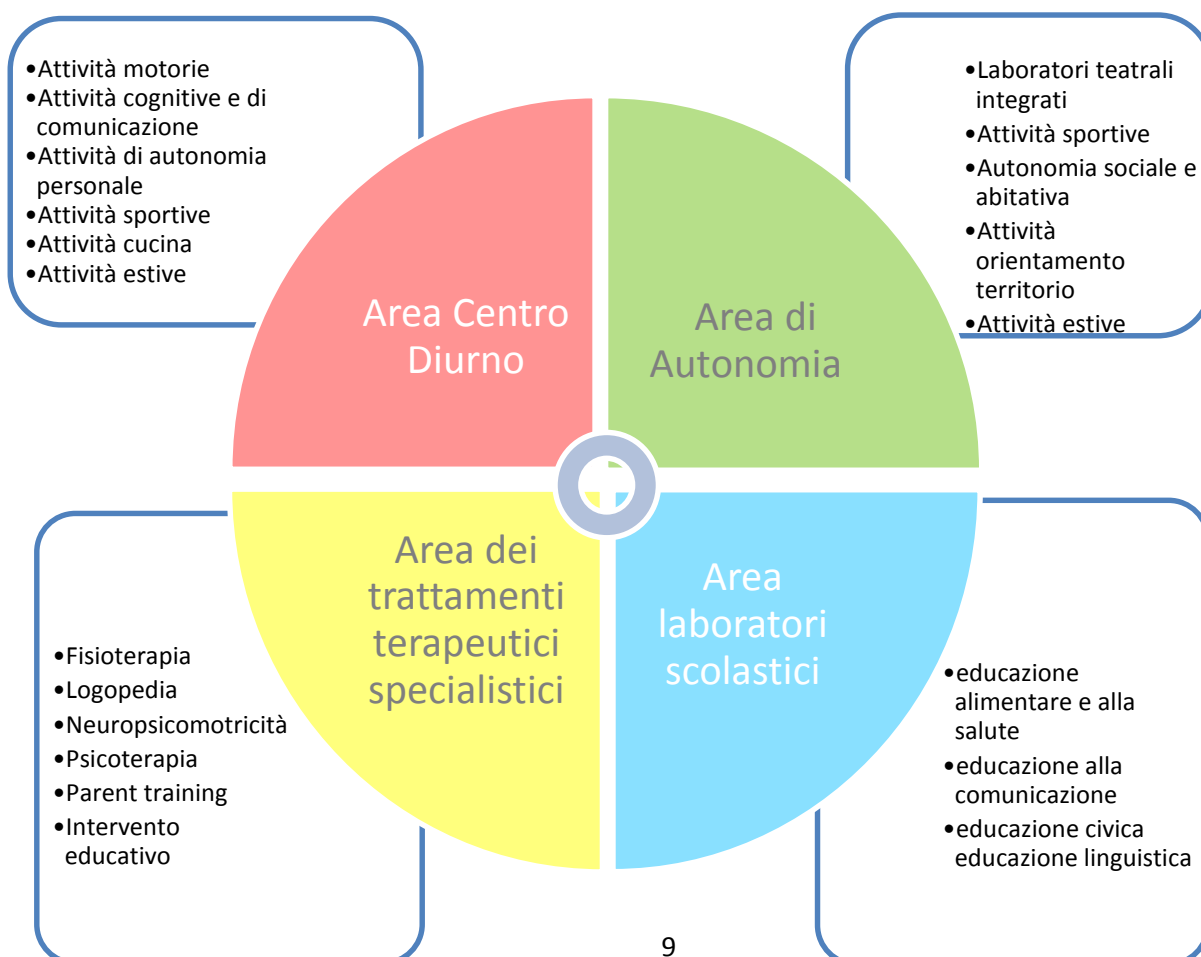 •Attività motorie
•Attività cognitive e di
comunicazione
•Attività di autonomia
personale
•Attività sportive
•Attività cucina
•Attività estive
•Laboratori teatrali
integrati
•Attività sportive
•Autonomia sociale e
abitativa
•Attività
orientamento
territorio
•Attività estive
Area Centro
Diurno
Area di
Autonomia
Area dei
trattamenti
terapeutici
specialistici
Area
laboratori
scolastici
•Fisioterapia
•Logopedia
•Neuropsicomotricità
•Psicoterapia
•Parent training
•Intervento
educativo
•educazione
alimentare e alla
salute
•educazione alla
comunicazione
•educazione civica
educazione linguistica
9